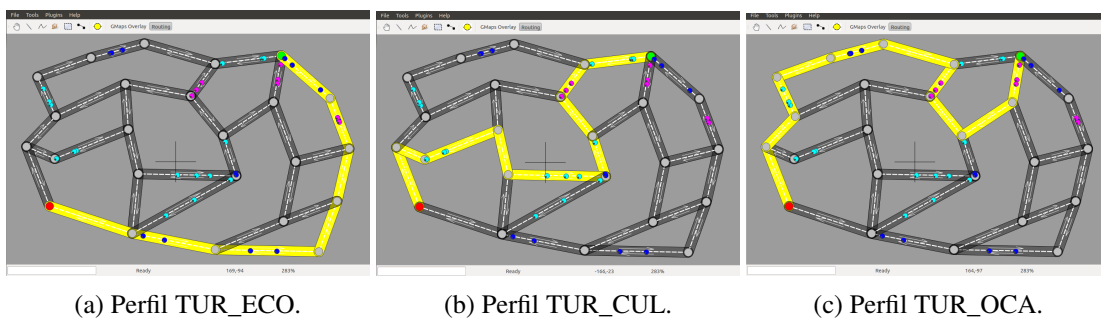 File Tools Plugins Help
GMaps Overlay Routing
Ready 169,-94 283%
(a) Perfil TUR_ECO.
File Tools Plugins Help
GMaps Overlay Routing
Ready -166,-23 283%
(b) Perfil TUR_CUL.
File Tools Plugins Help
GMaps Overlay Routing
Ready 164,-97 283%
(c) Perfil TUR_OCA.